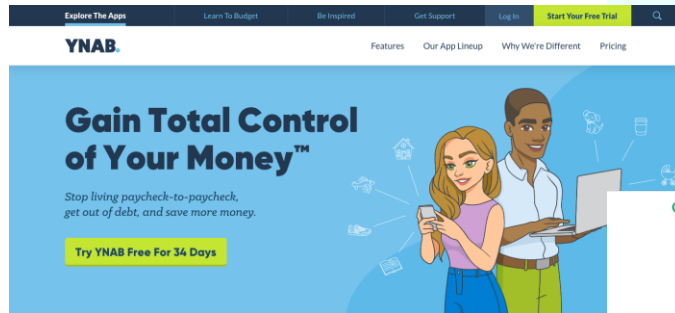 Explore The Apps
Learn To Budget
Be Inspired
Get Support
Log In
Start Your Free Trial
YNAB.
Features
Our App Lineup
Why We're Different
Pricing
Gain Total Control
of Your Money™
Stop living paycheck-to-paycheck,
get out of debt, and save more money.
Try YNAB Free For 34 Days